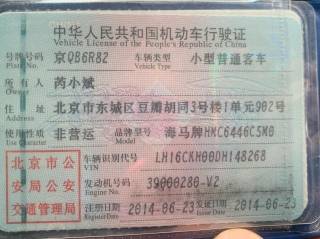 中华人民共和国机动车行驶证
Vehicle License of the People's Republic of China
号牌号码 京QB6R82 车辆类型 小型普通客车
Plate No. Vehicle Type
所有人 芮小斌
Owner
住址 北京市东城区豆瓣胡同3号楼1单元902号
Address
使用性质 非营运 品牌型号 海马牌HMC6446C5M0
Use Character Model
北京市公安局公安交通管理局
车辆识别代号 LH16CKH00DH148268
VIN
发动机号码 39000280-V2
Engine No.
注册日期 2014-06-23 发证日期 2014-06-23
Register Date Issue Date